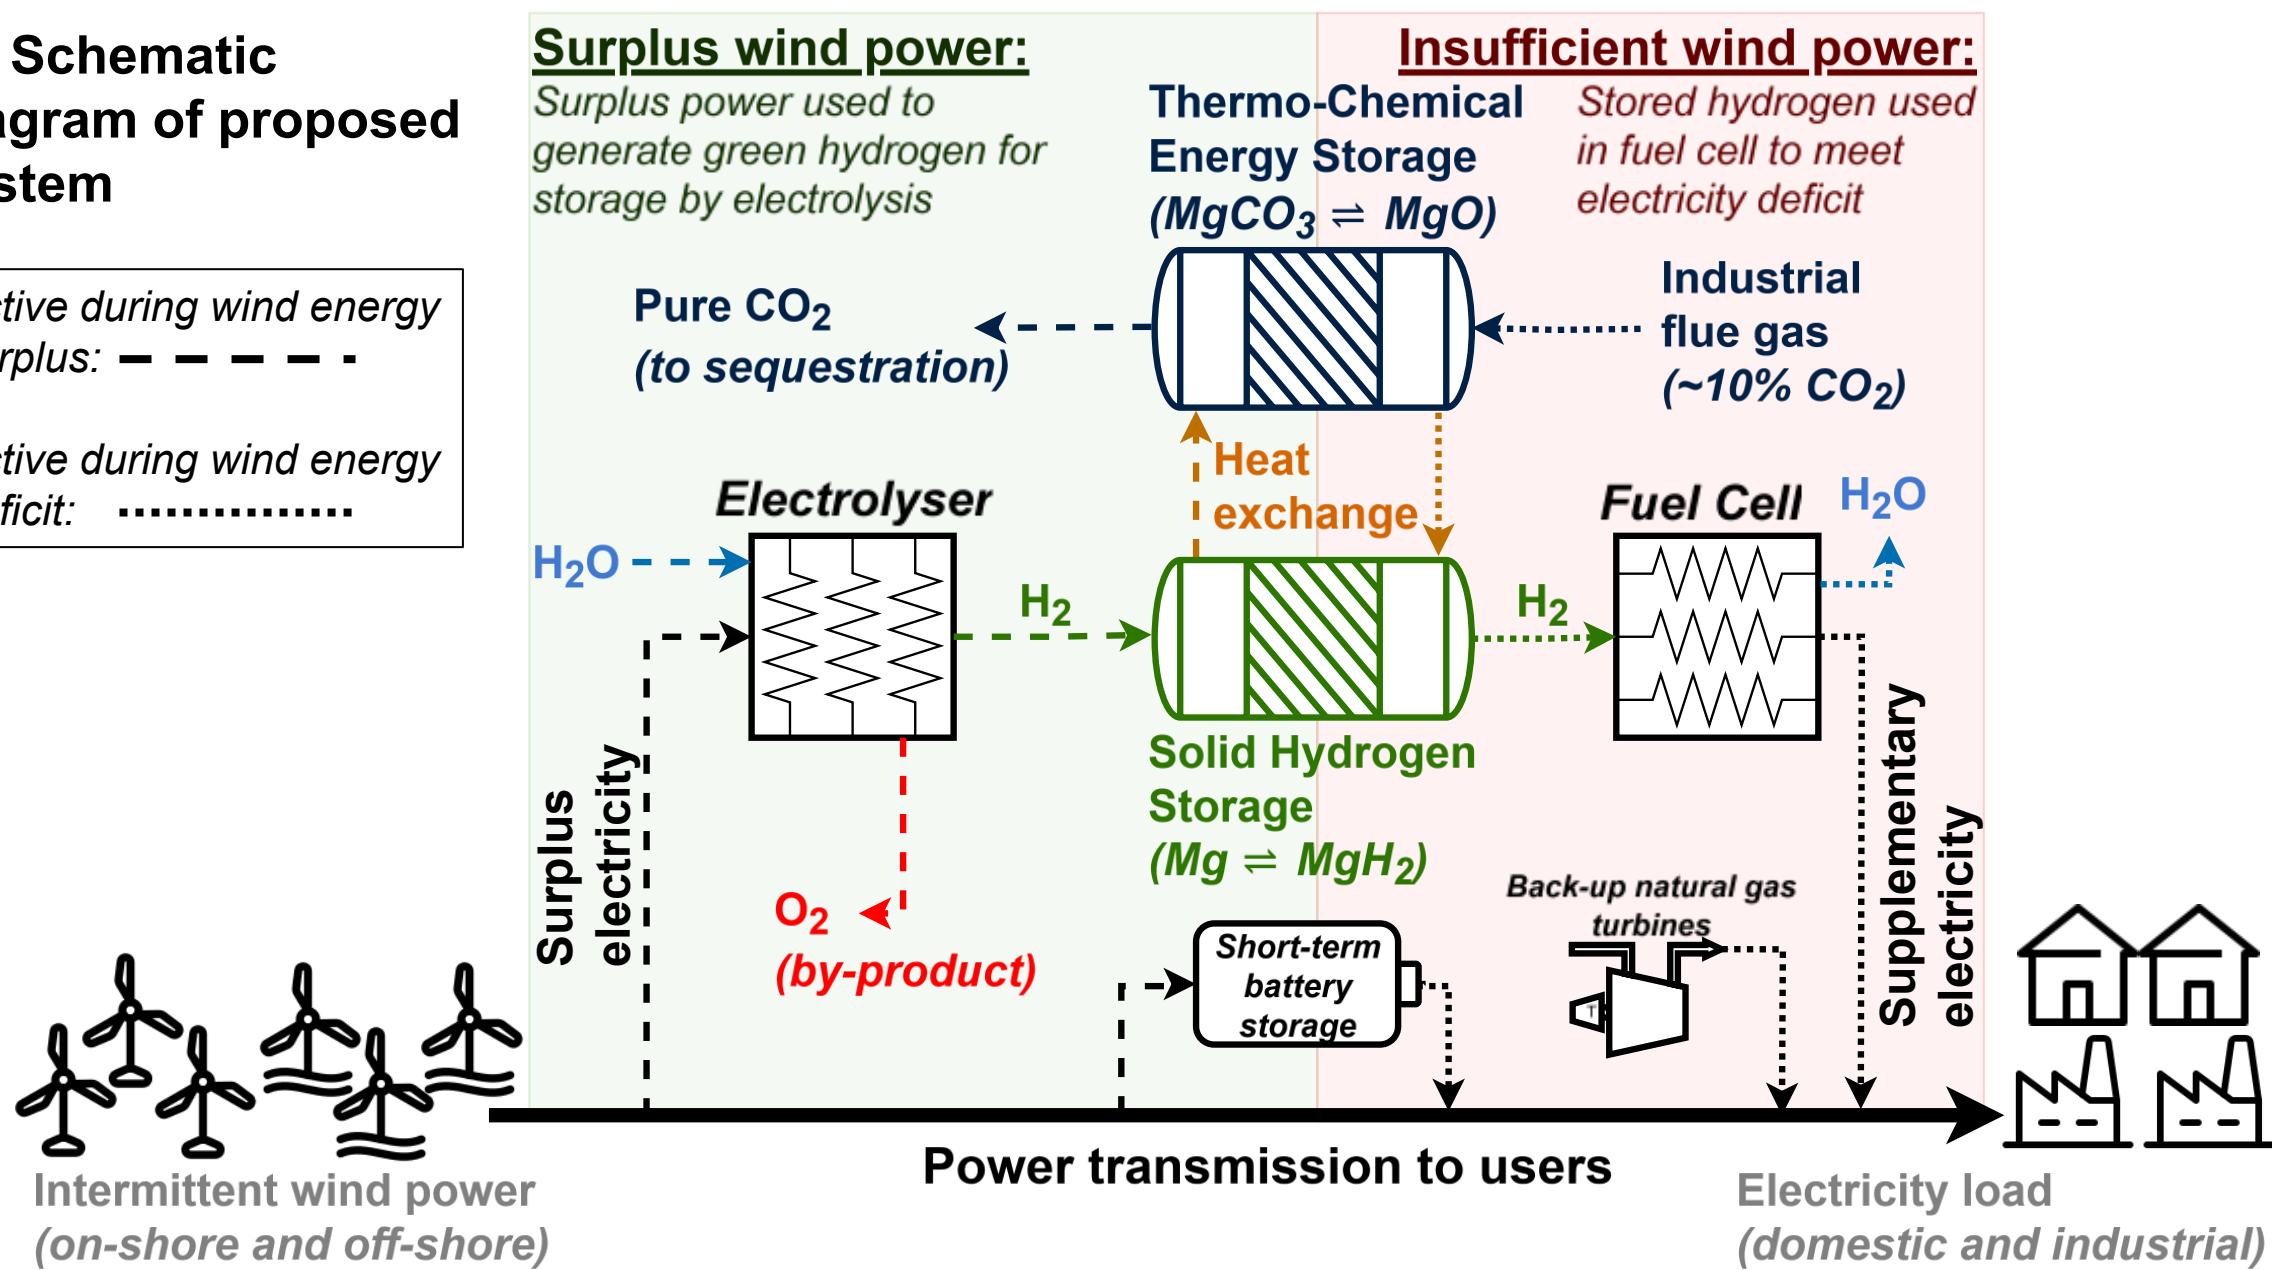 Schematic
agram of proposed
stem
ctive during wind energy
rplus:
ctive during wind energy
ficit:
Surplus wind power:
Surplus power used to
generate green hydrogen for
storage by electrolysis
Insufficient wind power:
Stored hydrogen used
in fuel cell to meet
electricity deficit
Thermo-Chemical
Energy Storage
(MgCO₃ ⇌ MgO)
Pure CO₂
(to sequestration)
Industrial
flue gas
(~10% CO₂)
Heat
exchange
Electrolyser
Fuel Cell
H₂O
H₂O
H₂
H₂
Solid Hydrogen
Storage
(Mg ⇌ MgH₂)
Surplus
electricity
O₂
(by-product)
Short-term
battery
storage
Back-up natural gas
turbines
T
Supplementary
electricity
Power transmission to users
Intermittent wind power
(on-shore and off-shore)
Electricity load
(domestic and industrial)